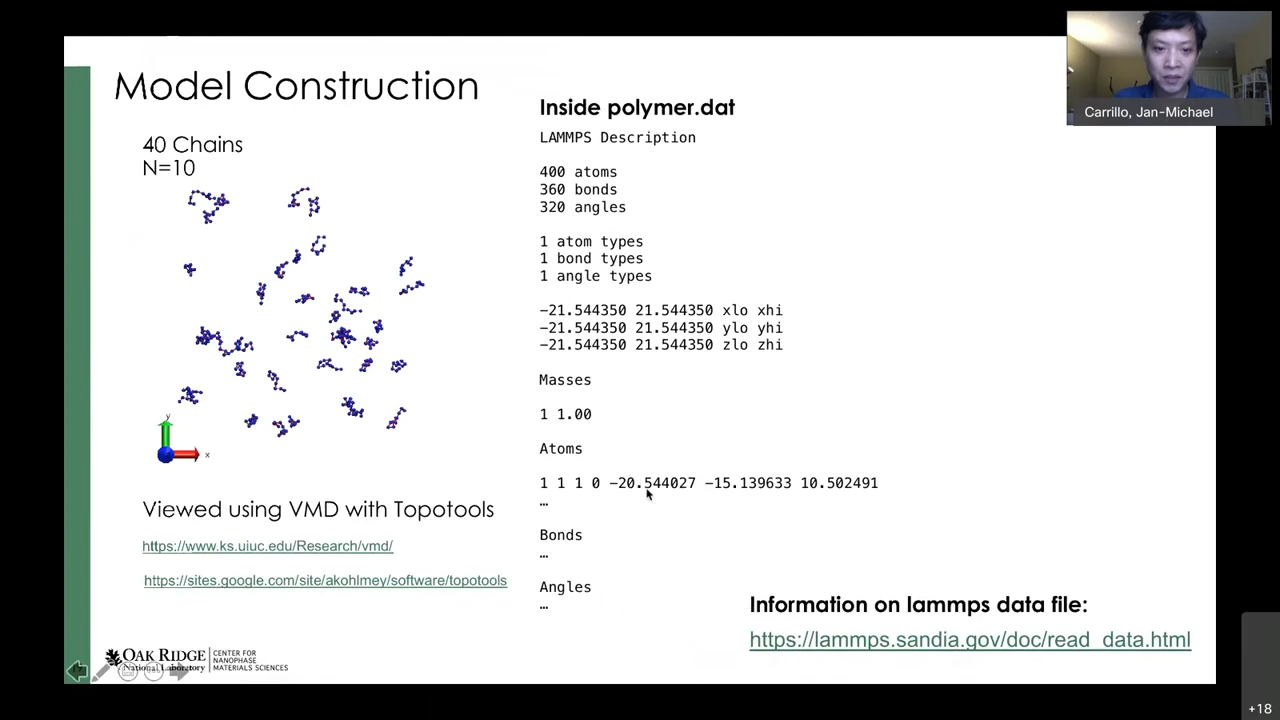 Model Construction
40 Chains
N=10
y
x
Viewed using VMD with Topotools
https://www.ks.uiuc.edu/Research/vmd/
https://sites.google.com/site/akohlmey/software/topotools
Inside polymer.dat
LAMMPS Description
400 atoms
360 bonds
320 angles
1 atom types
1 bond types
1 angle types
-21.544350 21.544350 xlo xhi
-21.544350 21.544350 ylo yhi
-21.544350 21.544350 zlo zhi
Masses
1 1.00
Atoms
1 1 1 0 -20.544027 -15.139633 10.502491
…
Bonds
…
Angles
…
Information on lammps data file:
https://lammps.sandia.gov/doc/read_data.html
OAK RIDGE
National Laboratory
CENTER FOR
NANOPHASE
MATERIALS SCIENCES
Carrillo, Jan-Michael
+18